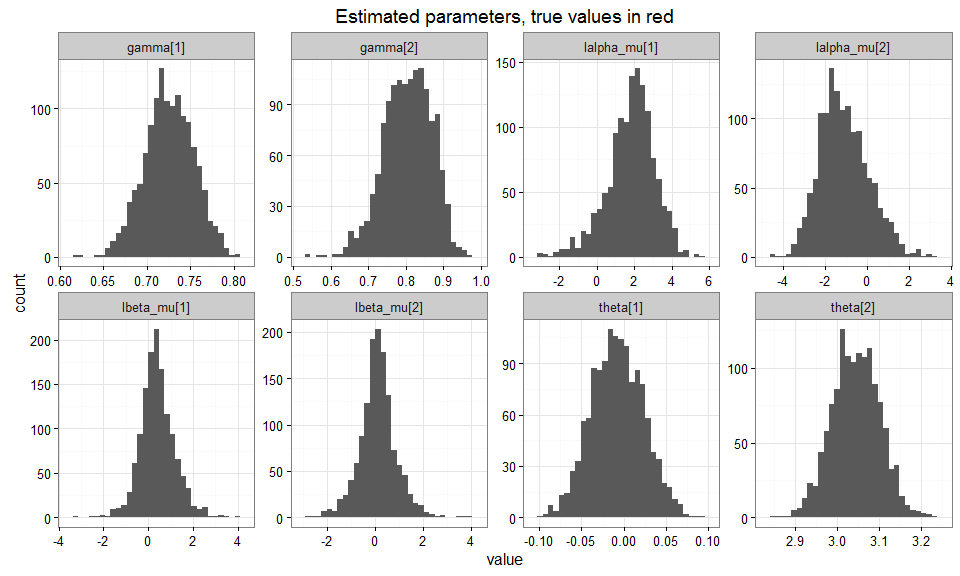 Estimated parameters, true values in red
gamma[1] gamma[2] lalpha_mu[1] lalpha_mu[2]
100
50
0
90
60
30
0
150
100
50
0
100
50
0
0.60 0.65 0.70 0.75 0.80
0.5 0.6 0.7 0.8 0.9 1.0
-2 0 2 4 6
-4 -2 0 2 4
count
lbeta_mu[1] lbeta_mu[2] theta[1] theta[2]
200
150
100
50
0
200
150
100
50
0
90
60
30
0
100
50
0
-4 -2 0 2 4
-2 0 2 4
-0.10 -0.05 0.00 0.05 0.10
2.9 3.0 3.1 3.2
value